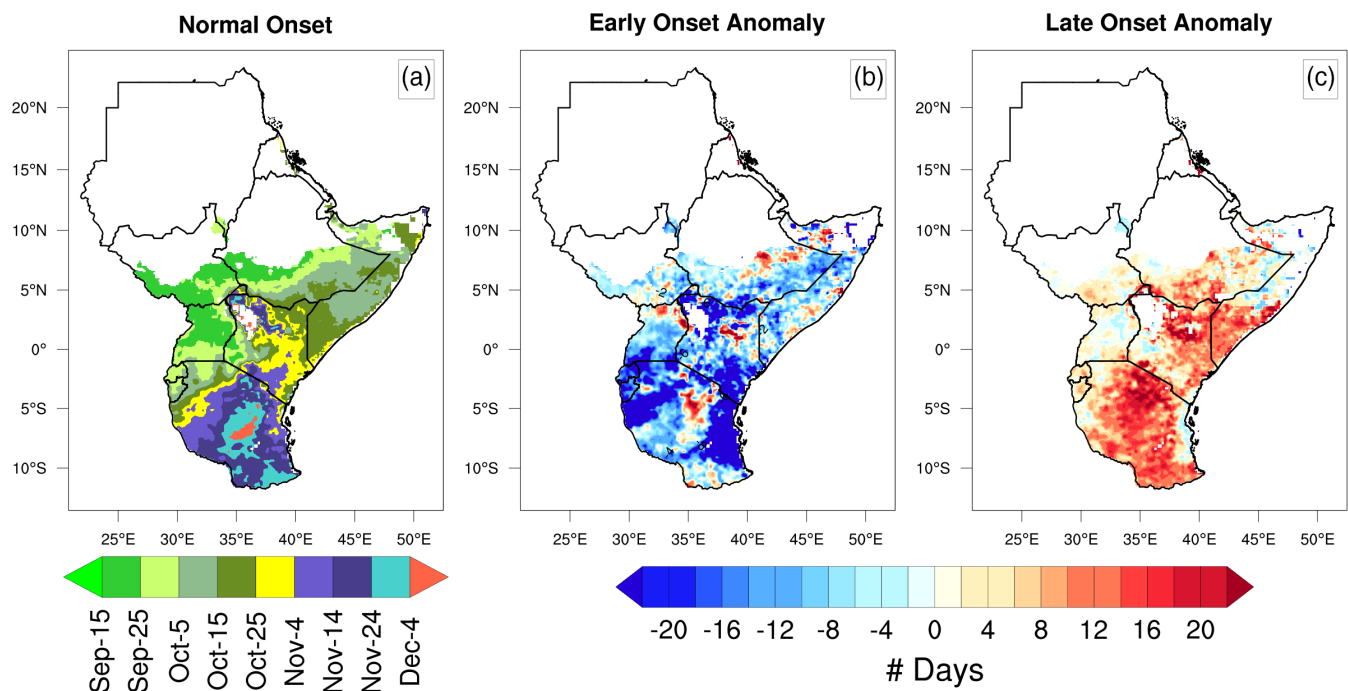 Normal Onset
Early Onset Anomaly
Late Onset Anomaly
(a)
(b)
(c)
20°N
15°N
10°N
5°N
0°
5°S
10°S
20°N
15°N
10°N
5°N
0°
5°S
10°S
20°N
15°N
10°N
5°N
0°
5°S
10°S
25°E 30°E 35°E 40°E 45°E 50°E
25°E 30°E 35°E 40°E 45°E 50°E
25°E 30°E 35°E 40°E 45°E 50°E
Sep-15
Sep-25
Oct-5
Oct-15
Oct-25
Nov-4
Nov-14
Nov-24
Dec-4
-20 -16 -12 -8 -4 0 4 8 12 16 20
# Days